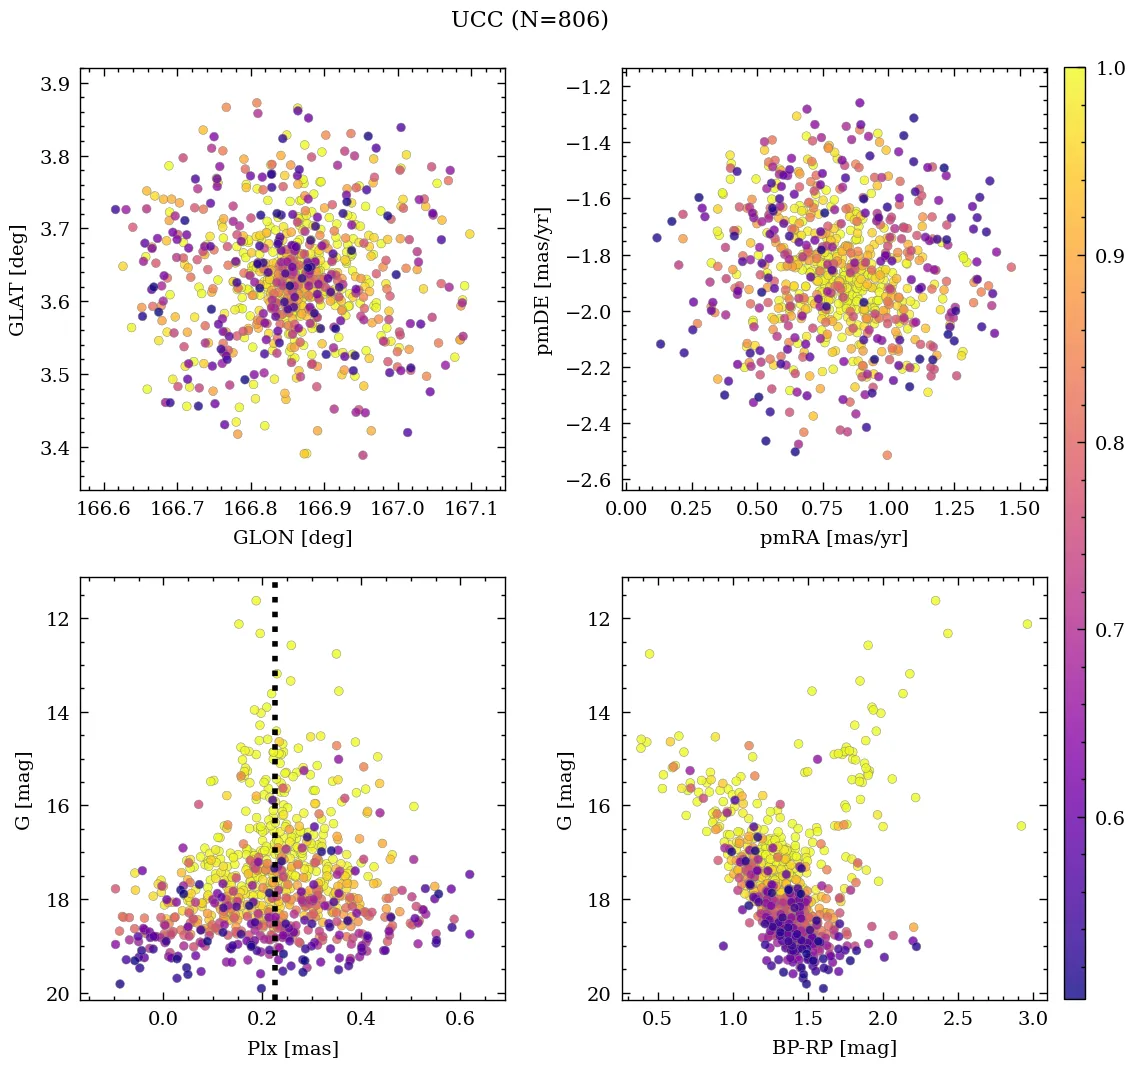 UCC (N=806)
3.9
3.8
3.7
3.6
3.5
3.4
GLAT [deg]
166.6 166.7 166.8 166.9 167.0 167.1
GLON [deg]
−1.2
−1.4
−1.6
−1.8
−2.0
−2.2
−2.4
−2.6
pmDE [mas/yr]
0.00 0.25 0.50 0.75 1.00 1.25 1.50
pmRA [mas/yr]
1.0
0.9
0.8
0.7
0.6
12
14
16
18
20
G [mag]
0.0 0.2 0.4 0.6
Plx [mas]
12
14
16
18
20
G [mag]
0.5 1.0 1.5 2.0 2.5 3.0
BP-RP [mag]